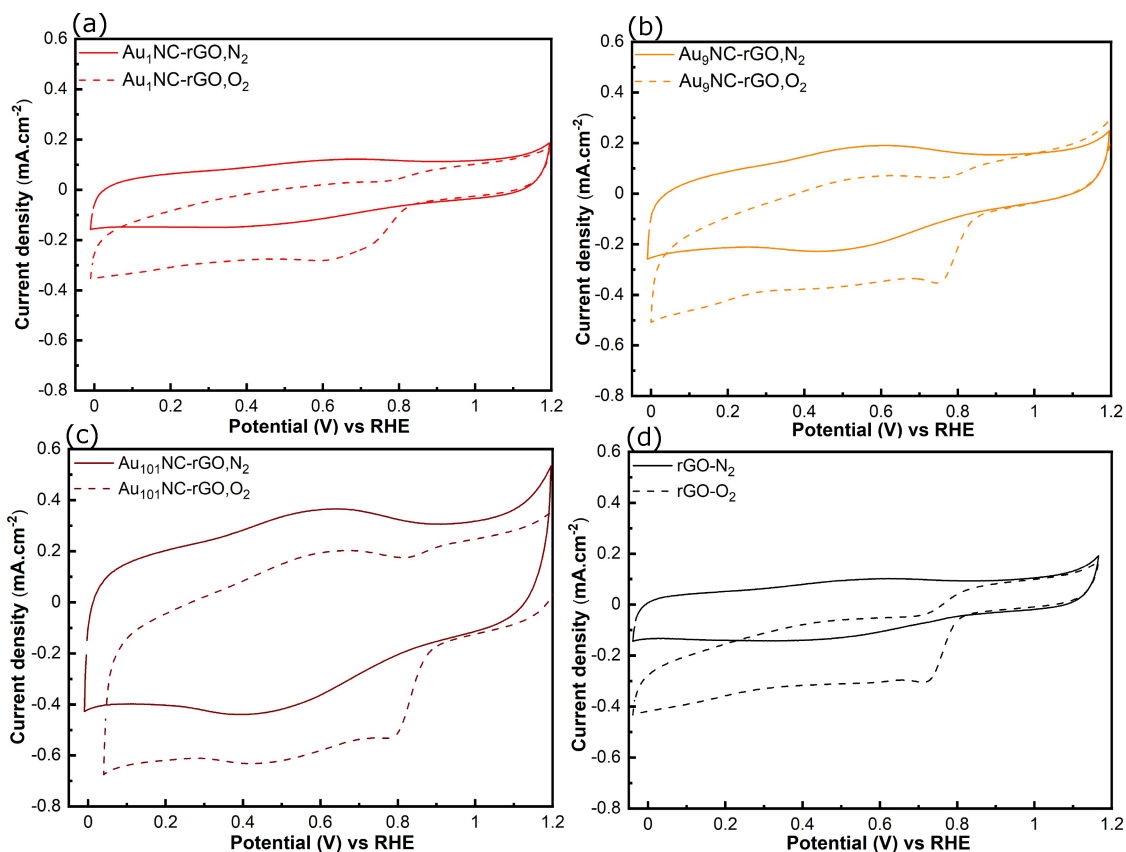 (a)
Au₁NC-rGO,N₂
Au₁NC-rGO,O₂
0.6
0.4
0.2
0
-0.2
-0.4
-0.6
-0.8
Current density (mA.cm⁻²)
0 0.2 0.4 0.6 0.8 1 1.2
Potential (V) vs RHE
(b)
Au₉NC-rGO,N₂
Au₉NC-rGO,O₂
0.6
0.4
0.2
0
-0.2
-0.4
-0.6
-0.8
Current density (mA.cm⁻²)
0 0.2 0.4 0.6 0.8 1 1.2
Potential (V) vs RHE
(c)
Au₁₀₁NC-rGO,N₂
Au₁₀₁NC-rGO,O₂
0.6
0.4
0.2
0
-0.2
-0.4
-0.6
-0.8
Current density (mA.cm⁻²)
0 0.2 0.4 0.6 0.8 1 1.2
Potential (V) vs RHE
(d)
rGO-N₂
rGO-O₂
0.6
0.4
0.2
0
-0.2
-0.4
-0.6
-0.8
Current density (mA.cm⁻²)
0 0.2 0.4 0.6 0.8 1 1.2
Potential (V) vs RHE